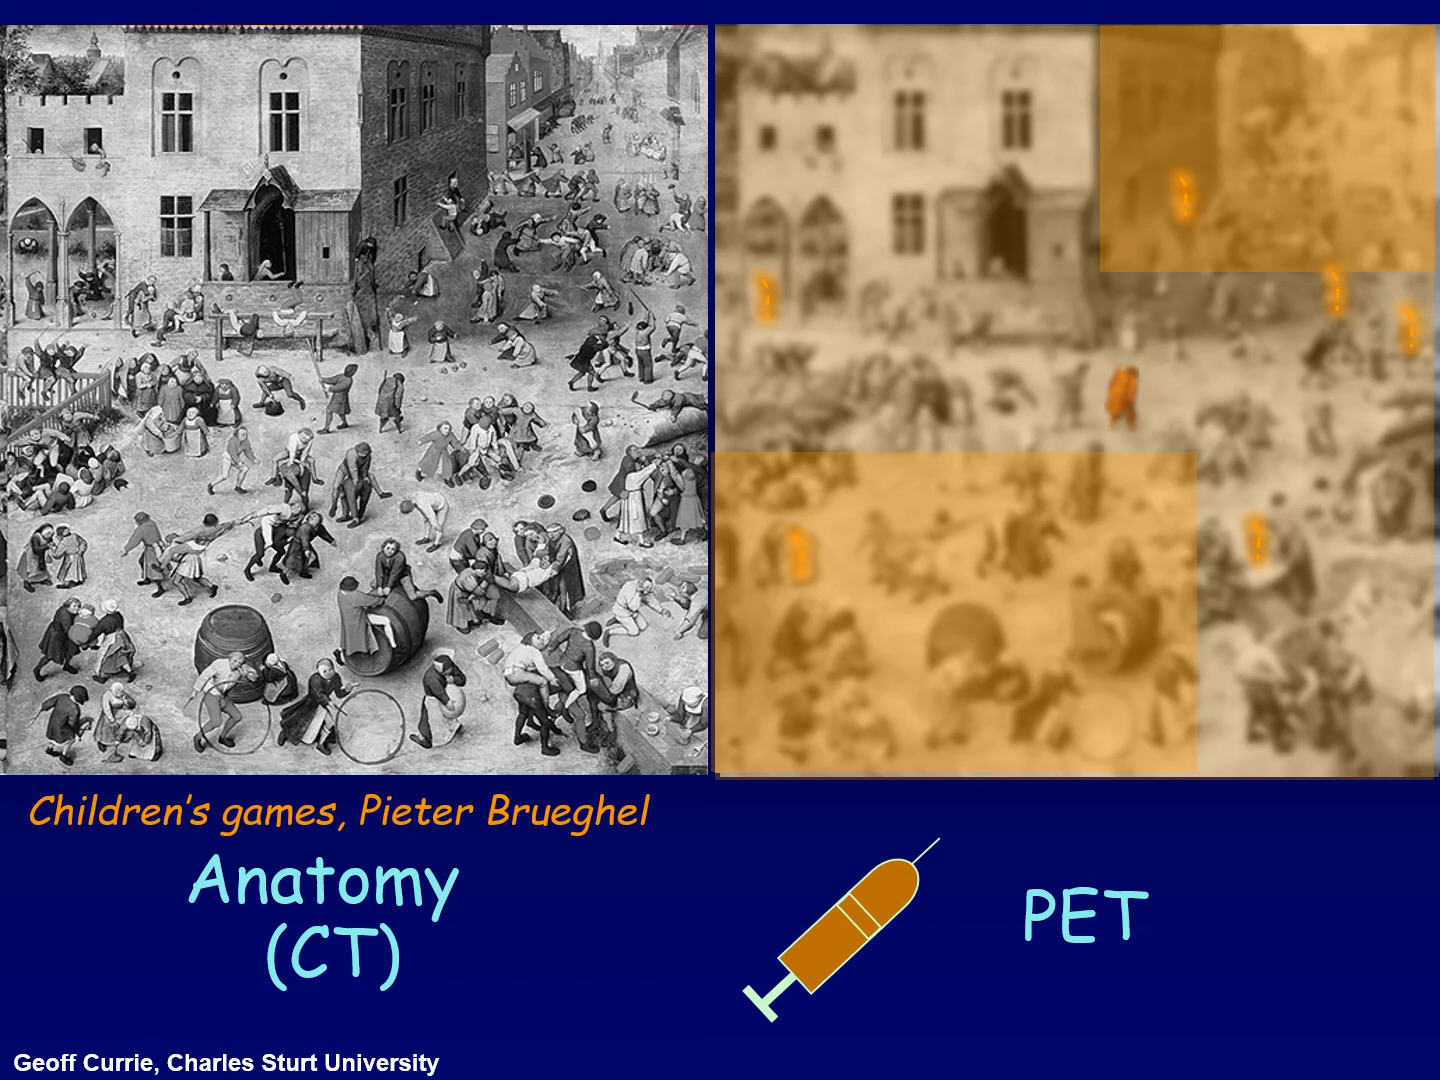 Children's games, Pieter Brueghel
Anatomy
(CT)
PET
Geoff Currie, Charles Sturt University